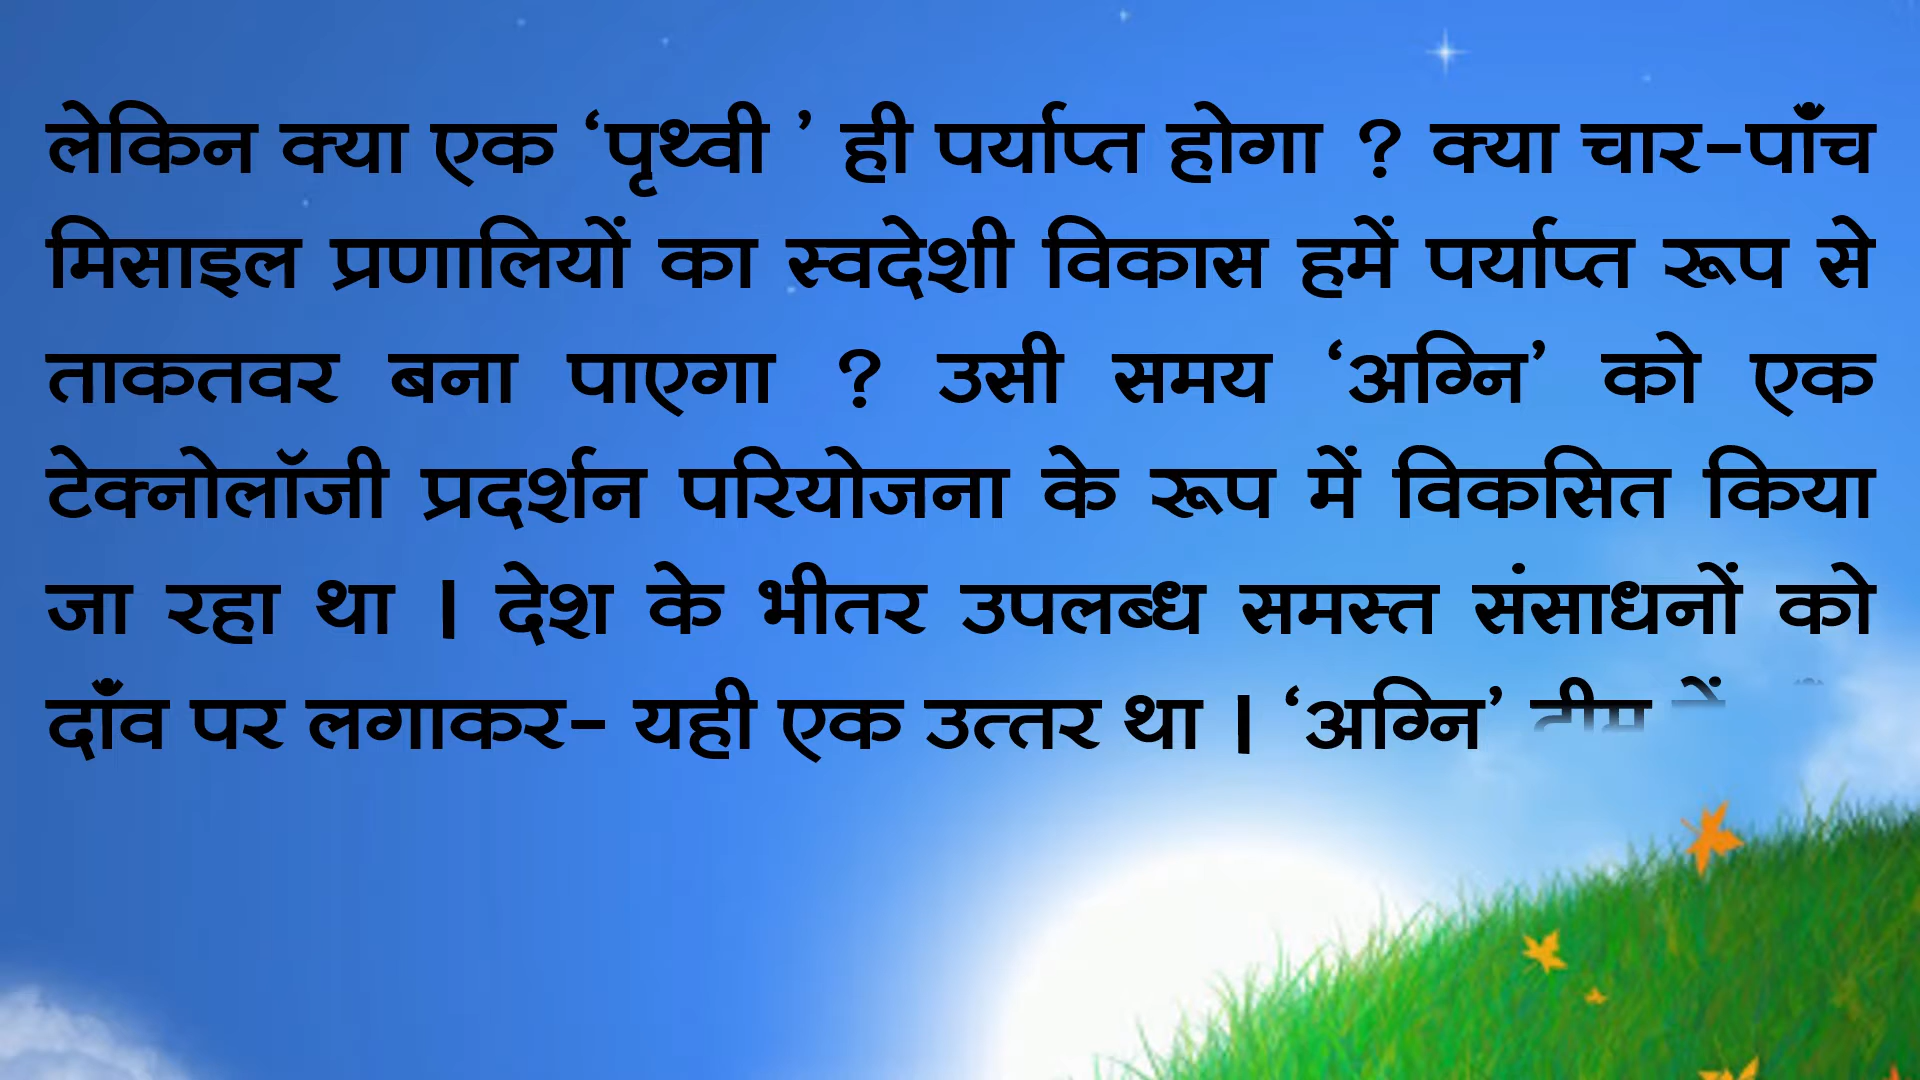 लेकिन क्या एक ‘पृथ्वी ’ ही पर्याप्त होगा ? क्या चार-पाँच
मिसाइल प्रणालियों का स्वदेशी विकास हमें पर्याप्त रूप से
ताकतवर बना पाएगा ? उसी समय ‘अग्नि’ को एक
टेक्नोलॉजी प्रदर्शन परियोजना के रूप में विकसित किया
जा रहा था । देश के भीतर उपलब्ध समस्त संसाधनों को
दाँव पर लगाकर- यही एक उत्तर था । ‘अग्नि’ टीम में